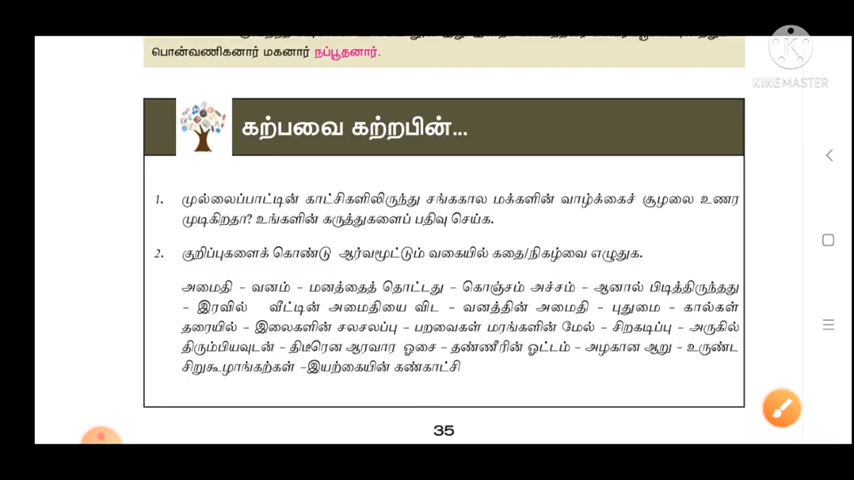 பொன்வணிகனார் மகனார் நப்பூதனார்.
KINEMASTER
கற்பவை கற்றபின்...
1. முல்லைப்பாட்டின் காட்சிகளிலிருந்து சங்ககால மக்களின் வாழ்க்கைச் சூழலை உணர
முடிகிறதா? உங்களின் கருத்துகளைப் பதிவு செய்க.
2. குறிப்புகளைக் கொண்டு ஆர்வமூட்டும் வகையில் கதை/நிகழ்வை எழுதுக.
அமைதி – வனம் – மனத்தைத் தொட்டது – கொஞ்சம் அச்சம் – ஆனால் பிடித்திருந்தது
– இரவில் வீட்டின் அமைதியை விட – வனத்தின் அமைதி – புதுமை – கால்கள்
தரையில் – இலைகளின் சலசலப்பு – பறவைகள் மரங்களின் மேல் – சிறகடிப்பு – அருகில்
திரும்பியவுடன் – திடீரென ஆரவார ஓசை – தண்ணீரின் ஓட்டம் – அழகான ஆறு – உருண்ட
சிறுகூழாங்கற்கள் –இயற்கையின் கண்காட்சி
35